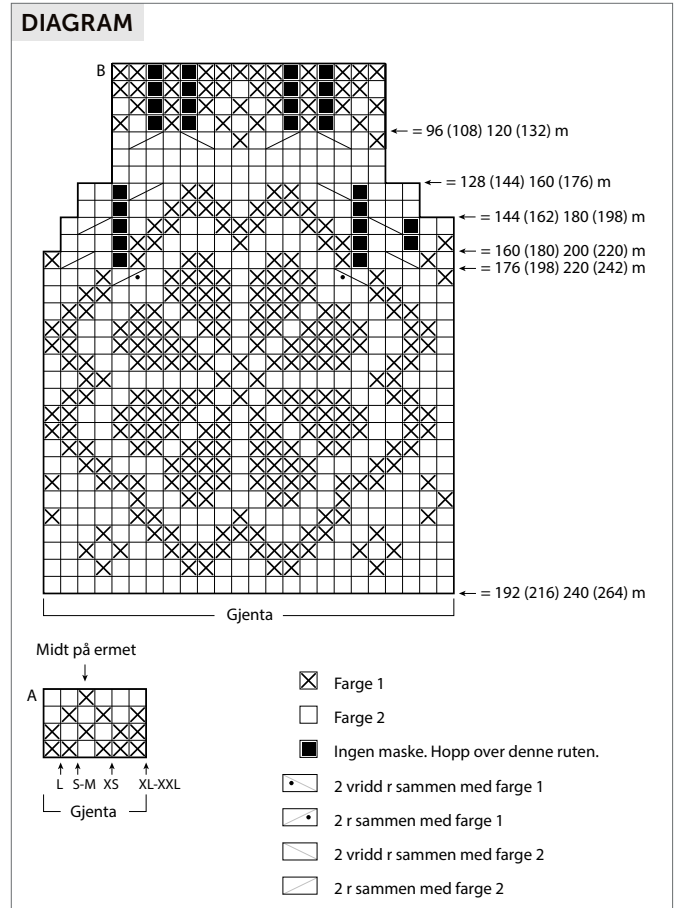 DIAGRAM
B
= 96 (108) 120 (132) m
= 128 (144) 160 (176) m
= 144 (162) 180 (198) m
= 160 (180) 200 (220) m
= 176 (198) 220 (242) m
= 192 (216) 240 (264) m
Gjenta
Midt på ermet
A
L S-M XS XL-XXL
Gjenta
Farge 1
Farge 2
Ingen maske. Hopp over denne ruten.
2 vridd r sammen med farge 1
2 r sammen med farge 1
2 vridd r sammen med farge 2
2 r sammen med farge 2